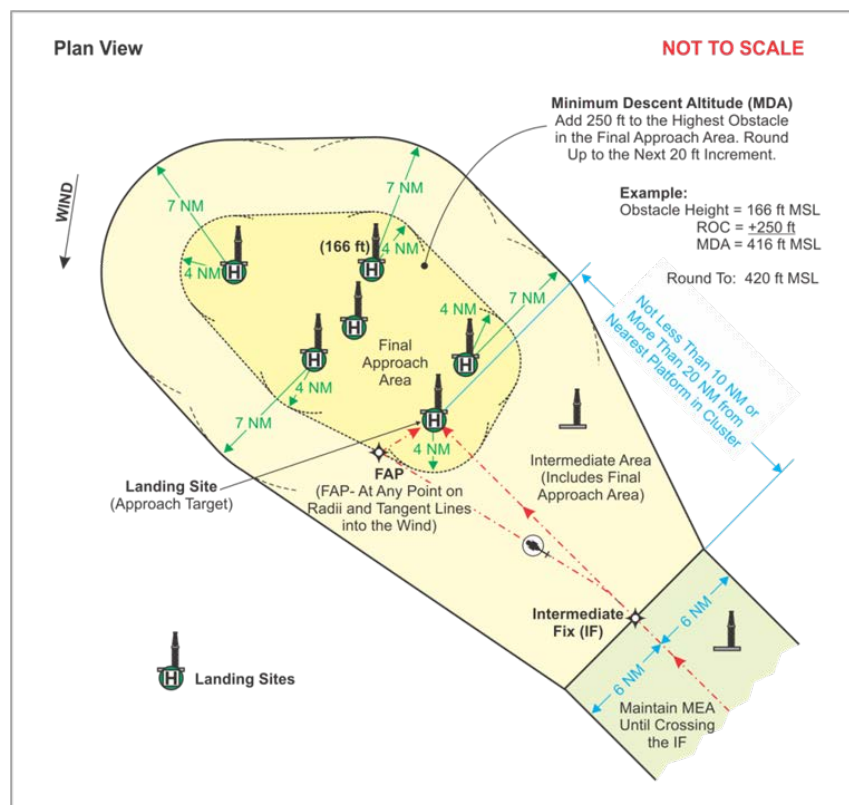 Plan View
NOT TO SCALE
Minimum Descent Altitude (MDA)
Add 250 ft to the Highest Obstacle
in the Final Approach Area. Round
Up to the Next 20 ft Increment.
Example:
Obstacle Height = 166 ft MSL
ROC = +250 ft
MDA = 416 ft MSL
Round To: 420 ft MSL
WIND
7 NM
7 NM
(166 ft)
4 NM
4 NM
H
H
7 NM
4 NM
H
Final
Approach
Area
H
H
4 NM
7 NM
Not Less Than 10 NM or
More Than 20 NM from
Nearest Platform in Cluster
H
4 NM
Landing Site
(Approach Target)
FAP
(FAP- At Any Point on
Radii and Tangent Lines
into the Wind)
Intermediate Area
(Includes Final
Approach Area)
Intermediate
Fix (IF)
6 NM
6 NM
Maintain MEA
Until Crossing
the IF
H
Landing Sites